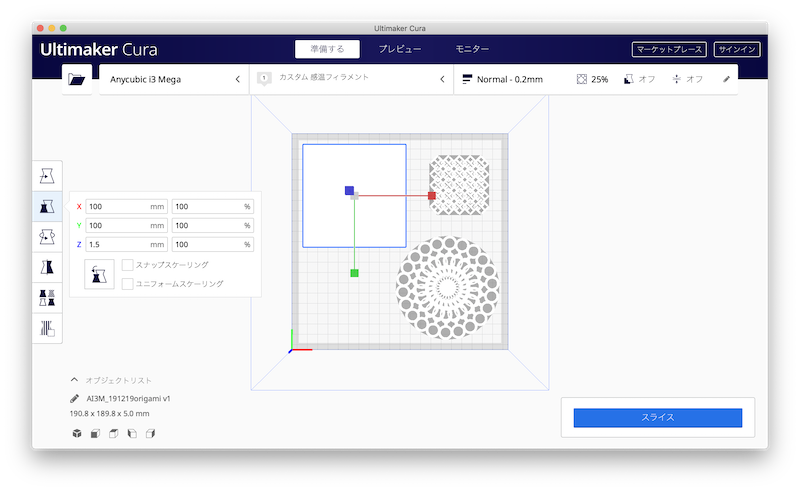 Ultimaker Cura
Ultimaker Cura
準備する
プレビュー
モニター
マーケットプレース
サインイン
Anycubic i3 Mega
1
カスタム 感温フィラメント
Normal - 0.2mm
25%
オフ
オフ
X 100 mm 100 %
Y 100 mm 100 %
Z 1.5 mm 100 %
スナップスケーリング
ユニフォームスケーリング
オブジェクトリスト
AI3M_191219origami v1
190.8 x 189.8 x 5.0 mm
スライス